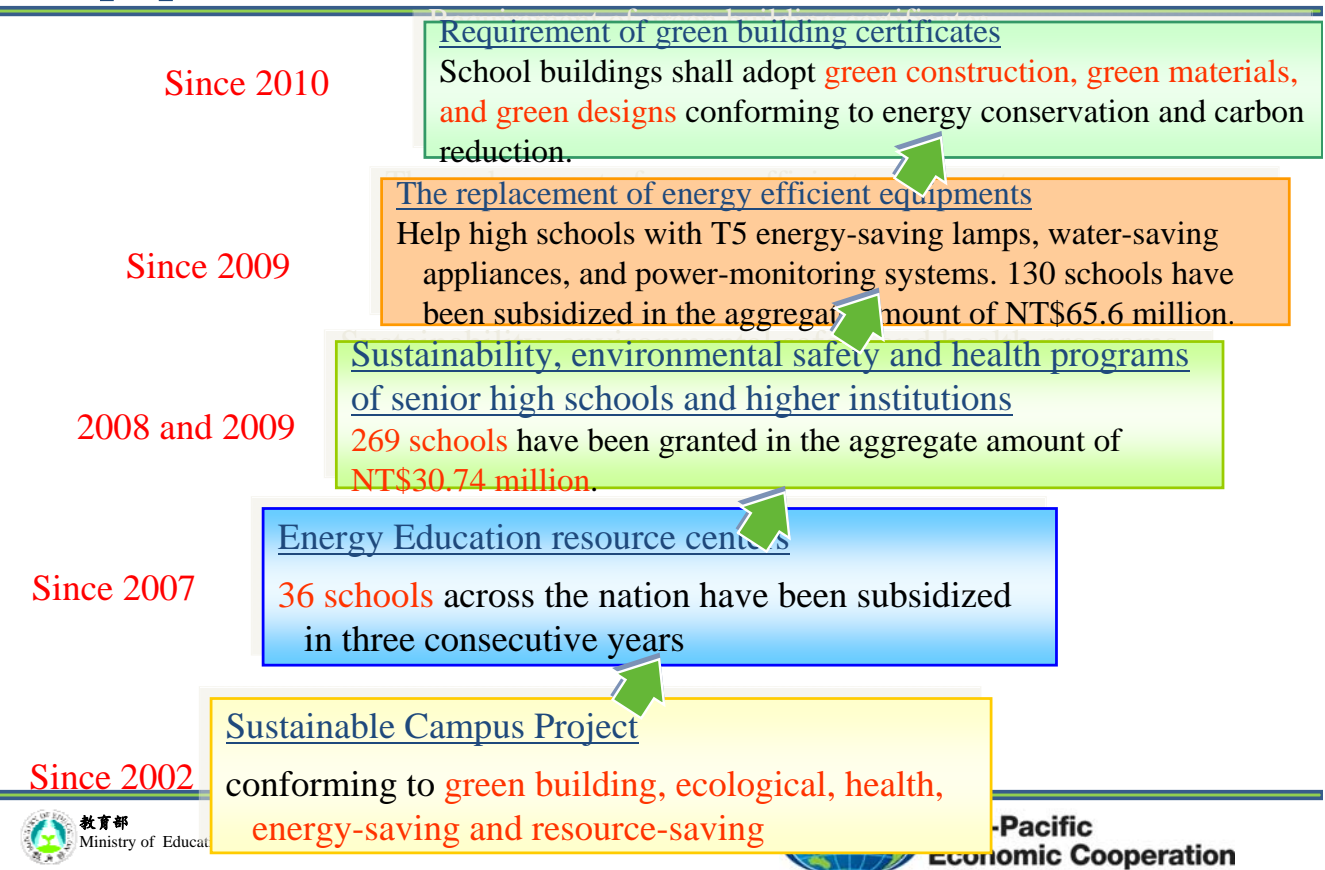 Requirement of green building certificates
Since 2010
School buildings shall adopt green construction, green materials,
and green designs conforming to energy conservation and carbon
reduction.
The replacement of energy efficient equipments
Since 2009
Help high schools with T5 energy-saving lamps, water-saving
appliances, and power-monitoring systems. 130 schools have
been subsidized in the aggregate amount of NT$65.6 million.
Sustainability, environmental safety and health programs
of senior high schools and higher institutions
2008 and 2009
269 schools have been granted in the aggregate amount of
NT$30.74 million.
Energy Education resource centers
Since 2007
36 schools across the nation have been subsidized
in three consecutive years
Sustainable Campus Project
Since 2002
conforming to green building, ecological, health,
energy-saving and resource-saving
教育部
Ministry of Educat
-Pacific
Economic Cooperation